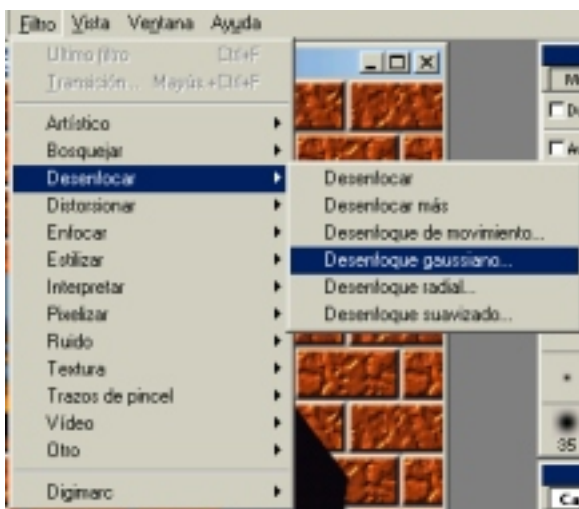 Filtro Vista Ventana Ayuda
Último filtro Ctrl+F
Transición... Mayús+Ctrl+F
Artístico
Bosquejar
Desenfocar
Distorsionar
Enfocar
Estilizar
Interpretar
Pixelizar
Ruido
Textura
Trazos de pincel
Vídeo
Otro
Digimarc
Desenfocar
Desenfocar más
Desenfoque de movimiento...
Desenfoque gaussiano...
Desenfoque radial...
Desenfoque suavizado...
35